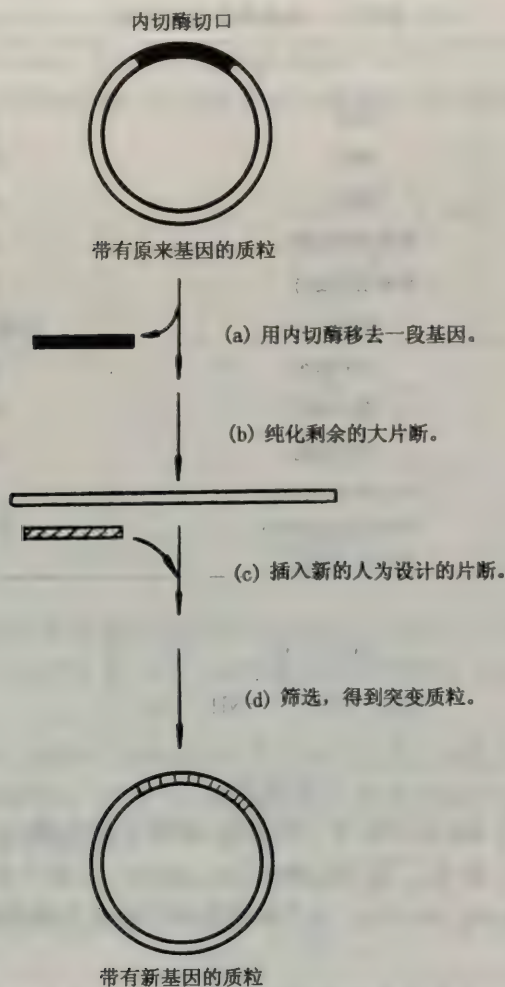 内切酶切口
带有原来基因的质粒
(a) 用内切酶移去一段基因。
(b) 纯化剩余的大片断。
(c) 插入新的人为设计的片断。
(d) 筛选，得到突变质粒。
带有新基因的质粒